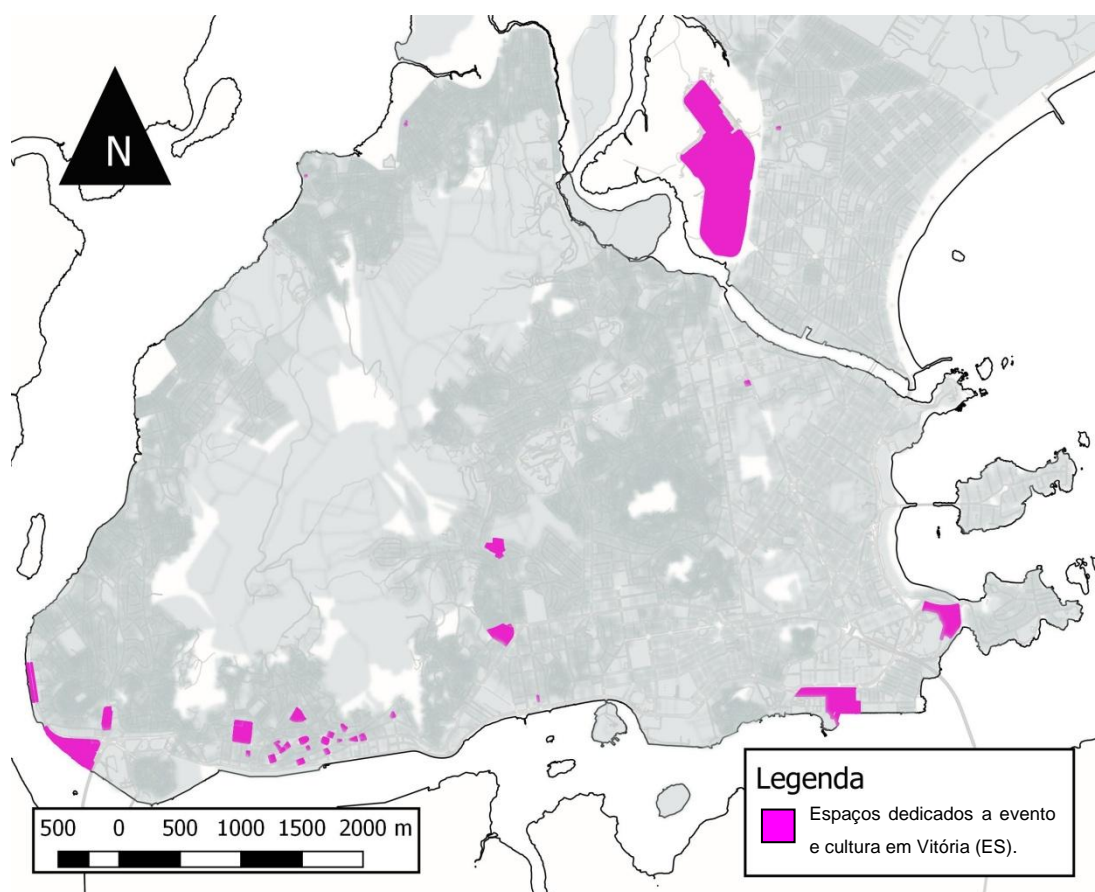 N
500 0 500 1000 1500 2000 m
Legenda
Espaços dedicados a evento
e cultura em Vitória (ES).